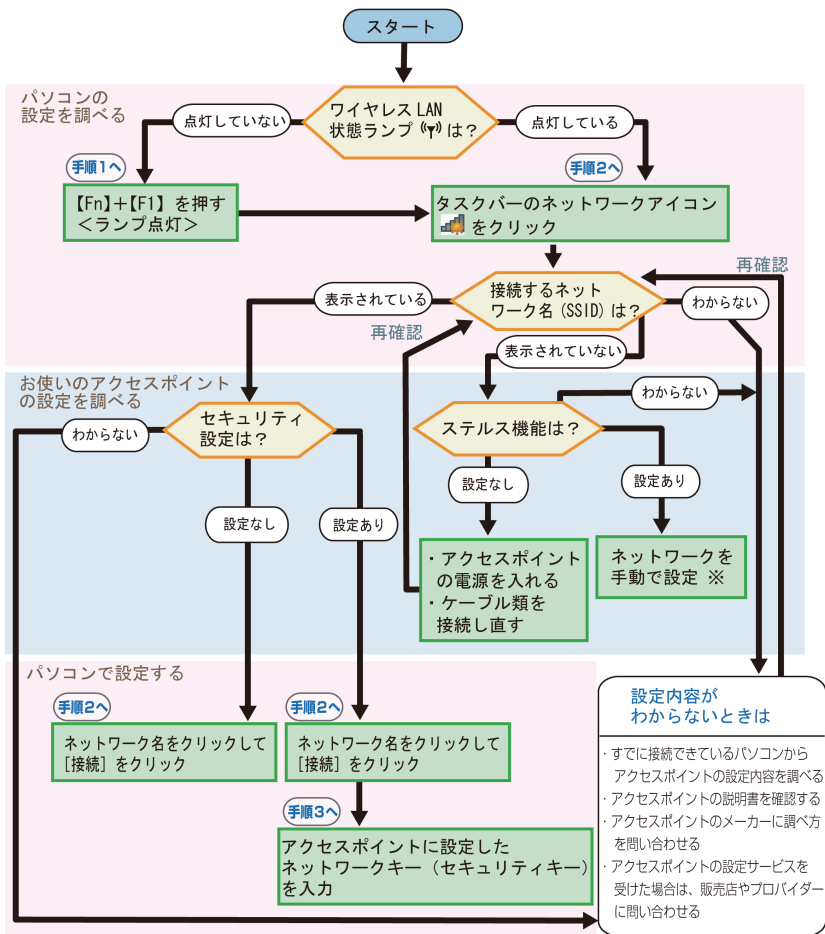 スタート
パソコンの
設定を調べる
ワイヤレス LAN
状態ランプ は？
点灯していない
点灯している
手順1へ
手順2へ
【Fn】＋【F1】を押す
＜ランプ点灯＞
タスクバーのネットワークアイコン
をクリック
再確認
接続するネット
ワーク名（SSID）は？
表示されている
わからない
再確認
表示されていない
お使いのアクセスポイント
の設定を調べる
セキュリティ
設定は？
わからない
ステルス機能は？
わからない
設定なし
設定あり
設定なし
設定あり
・アクセスポイント
の電源を入れる
・ケーブル類を
接続し直す
ネットワークを
手動で設定 ※
パソコンで設定する
手順2へ
ネットワーク名をクリックして
［接続］をクリック
手順2へ
ネットワーク名をクリックして
［接続］をクリック
手順3へ
アクセスポイントに設定した
ネットワークキー（セキュリティキー）
を入力
設定内容が
わからないときは
・すでに接続できているパソコンから
アクセスポイントの設定内容を調べる
・アクセスポイントの説明書を確認する
・アクセスポイントのメーカーに調べ方
を問い合わせる
・アクセスポイントの設定サービスを
受けた場合は、販売店やプロバイダー
に問い合わせる